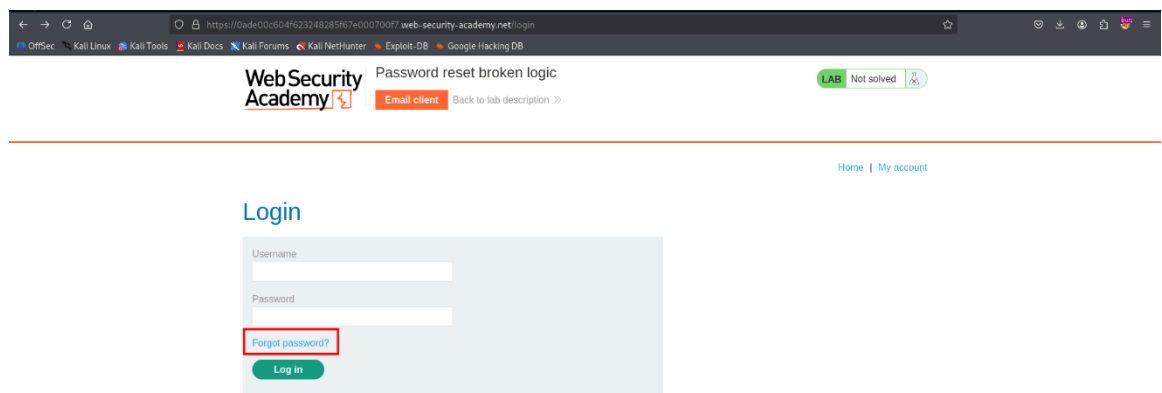 https://0ade00c604f623248285f67e000700f7.web-security-academy.net/login
OffSec Kali Linux Kali Tools Kali Docs Kali Forums Kali NetHunter Exploit-DB Google Hacking DB
Web Security
Academy
Password reset broken logic
Email client Back to lab description
LAB Not solved
Home | My account
Login
Username
Password
Forgot password?
Log in